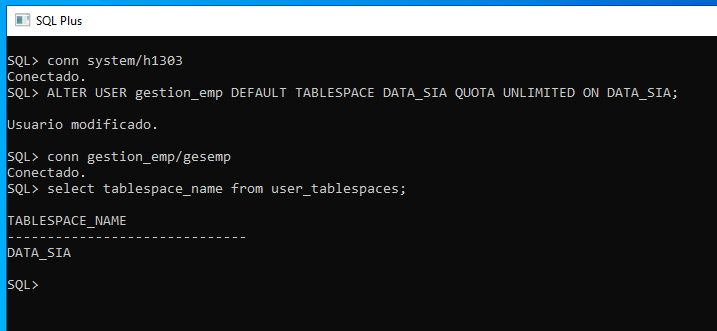 SQL Plus
SQL> conn system/h1303
Conectado.
SQL> ALTER USER gestion_emp DEFAULT TABLESPACE DATA_SIA QUOTA UNLIMITED ON DATA_SIA;
Usuario modificado.
SQL> conn gestion_emp/gesemp
Conectado.
SQL> select tablespace_name from user_tablespaces;
TABLESPACE_NAME
------------------------------
DATA_SIA
SQL>